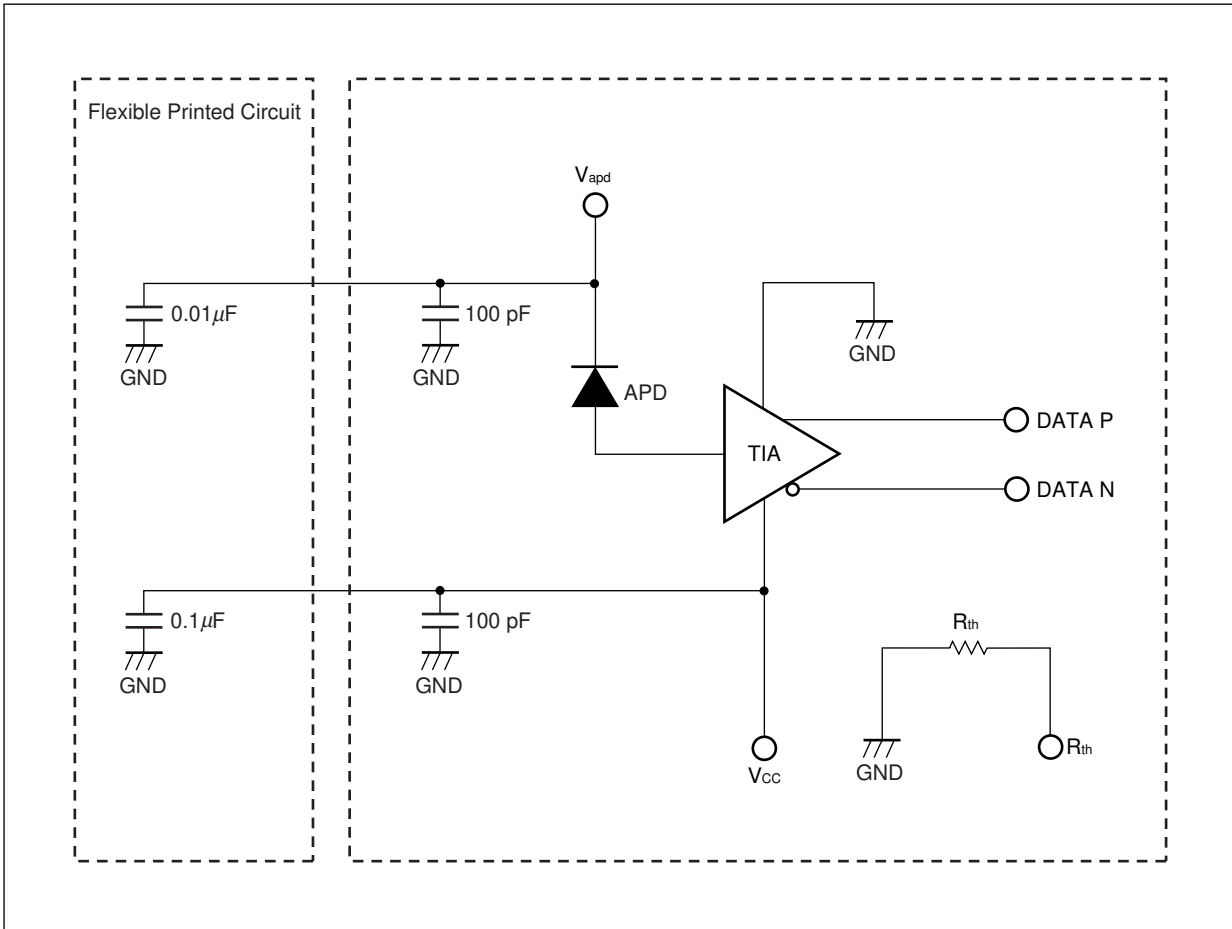 Flexible Printed Circuit
Vapd
0.01μF
100 pF
GND
GND
GND
APD
TIA
DATA P
DATA N
0.1μF
100 pF
GND
GND
Rth
GND
Rth
VCC